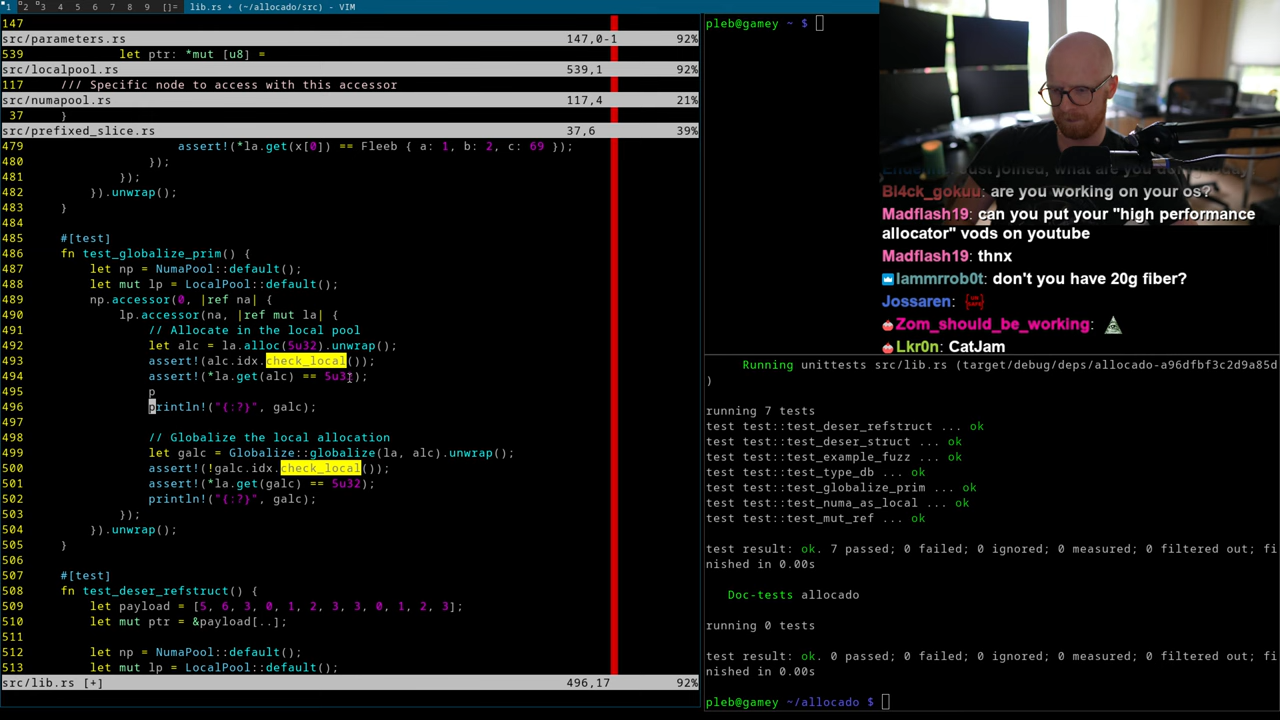 1 2 3 4 5 6 7 8 9 []= lib.rs + (~/allocado/src) - VIM
147
src/parameters.rs 147,0-1 92%
539 let ptr: *mut [u8] =
src/localpool.rs 539,1 92%
117 /// Specific node to access with this accessor
src/numapool.rs 117,4 21%
37 }
src/prefixed_slice.rs 37,6 39%
479 assert!(*la.get(x[0]) == Fleeb { a: 1, b: 2, c: 69 });
480 });
481 });
482 }).unwrap();
483 }
484
485 #[test]
486 fn test_globalize_prim() {
487 let np = NumaPool::default();
488 let mut lp = LocalPool::default();
489 np.accessor(0, |ref na| {
490 lp.accessor(na, |ref mut la| {
491 // Allocate in the local pool
492 let alc = la.alloc(5u32).unwrap();
493 assert!(alc.idx.check_local());
494 assert!(*la.get(alc) == 5u32);
495 p
496 println!("{:?}", galc);
497
498 // Globalize the local allocation
499 let galc = Globalize::globalize(la, alc).unwrap();
500 assert!(!galc.idx.check_local());
501 assert!(*la.get(galc) == 5u32);
502 println!("{:?}", galc);
503 });
504 }).unwrap();
505 }
506
507 #[test]
508 fn test_deser_refstruct() {
509 let payload = [5, 6, 3, 0, 1, 2, 3, 3, 0, 1, 2, 3];
510 let mut ptr = &payload[..];
511
512 let np = NumaPool::default();
513 let mut lp = LocalPool::default();
src/lib.rs [+] 496,17 92%
pleb@gamey ~ $
just joined, what are you
Bl4ck_gokuu: are you working on your os?
Madflash19: can you put your "high performance
allocator" vods on youtube
Madflash19: thnx
Iammrrob0t: don't you have 20g fiber?
Jossaren:
Zom_should_be_working:
Lkr0n: CatJam
Running unittests src/lib.rs (target/debug/deps/allocado-a96dfbf3c2d9a85d
)
running 7 tests
test test::test_deser_refstruct ... ok
test test::test_deser_struct ... ok
test test::test_example_fuzz ... ok
test test::test_type_db ... ok
test test::test_globalize_prim ... ok
test test::test_numa_as_local ... ok
test test::test_mut_ref ... ok
test result: ok. 7 passed; 0 failed; 0 ignored; 0 measured; 0 filtered out; fi
nished in 0.00s
Doc-tests allocado
running 0 tests
test result: ok. 0 passed; 0 failed; 0 ignored; 0 measured; 0 filtered out; fi
nished in 0.00s
pleb@gamey ~/allocado $